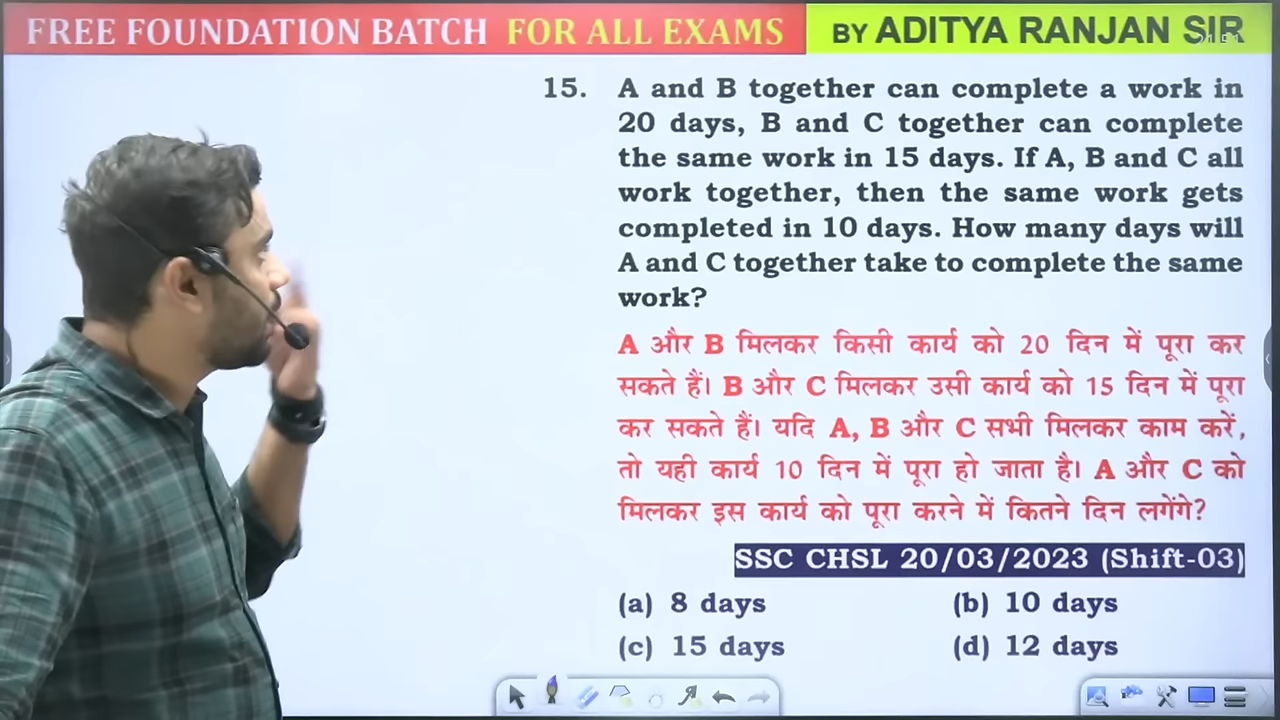 FREE FOUNDATION BATCH FOR ALL EXAMS
BY ADITYA RANJAN SIR
15. A and B together can complete a work in
20 days, B and C together can complete
the same work in 15 days. If A, B and C all
work together, then the same work gets
completed in 10 days. How many days will
A and C together take to complete the same
work?
A और B मिलकर किसी कार्य को 20 दिन में पूरा कर
सकते हैं। B और C मिलकर उसी कार्य को 15 दिन में पूरा
कर सकते हैं। यदि A, B और C सभी मिलकर काम करें,
तो यही कार्य 10 दिन में पूरा हो जाता है। A और C को
मिलकर इस कार्य को पूरा करने में कितने दिन लगेंगे?
SSC CHSL 20/03/2023 (Shift-03)
(a) 8 days (b) 10 days
(c) 15 days (d) 12 days